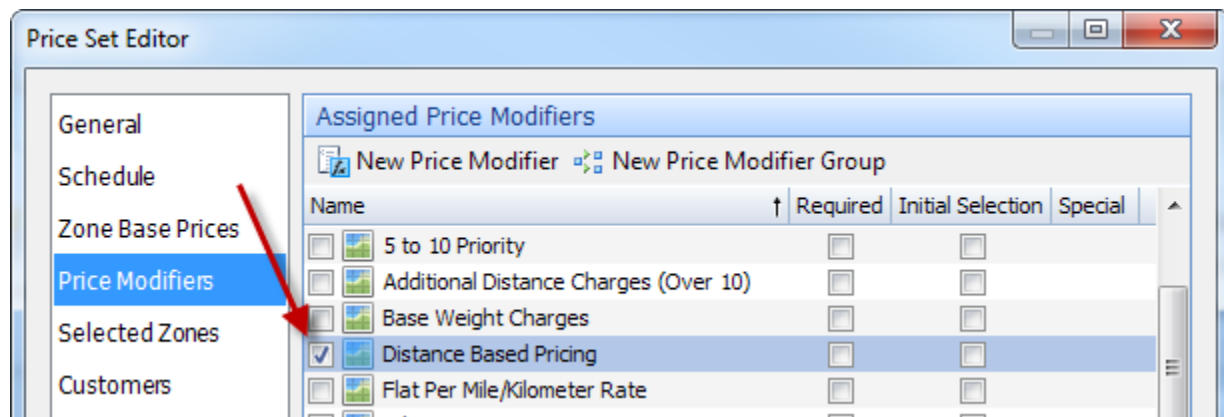 Price Set Editor
General
Schedule
Zone Base Prices
Price Modifiers
Selected Zones
Customers
Assigned Price Modifiers
New Price Modifier New Price Modifier Group
Name Required Initial Selection Special
5 to 10 Priority
Additional Distance Charges (Over 10)
Base Weight Charges
Distance Based Pricing
Flat Per Mile/Kilometer Rate